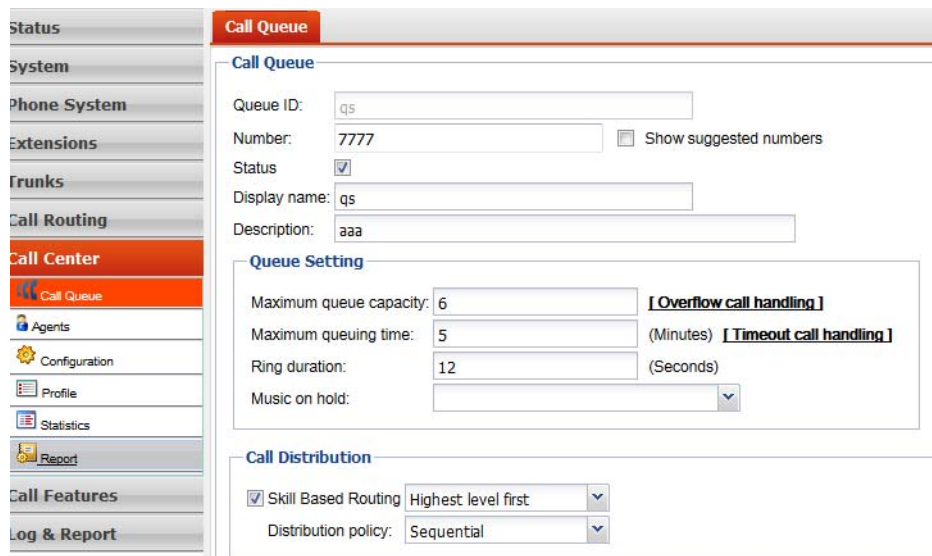 Status
System
Phone System
Extensions
Trunks
Call Routing
Call Center
Call Queue
Agents
Configuration
Profile
Statistics
Report
Call Features
Log & Report
Call Queue
Call Queue
Queue ID: qs
Number: 7777 Show suggested numbers
Status
Display name: qs
Description: aaa
Queue Setting
Maximum queue capacity: 6 [ Overflow call handling ]
Maximum queuing time: 5 (Minutes) [ Timeout call handling ]
Ring duration: 12 (Seconds)
Music on hold:
Call Distribution
Skill Based Routing Highest level first
Distribution policy: Sequential